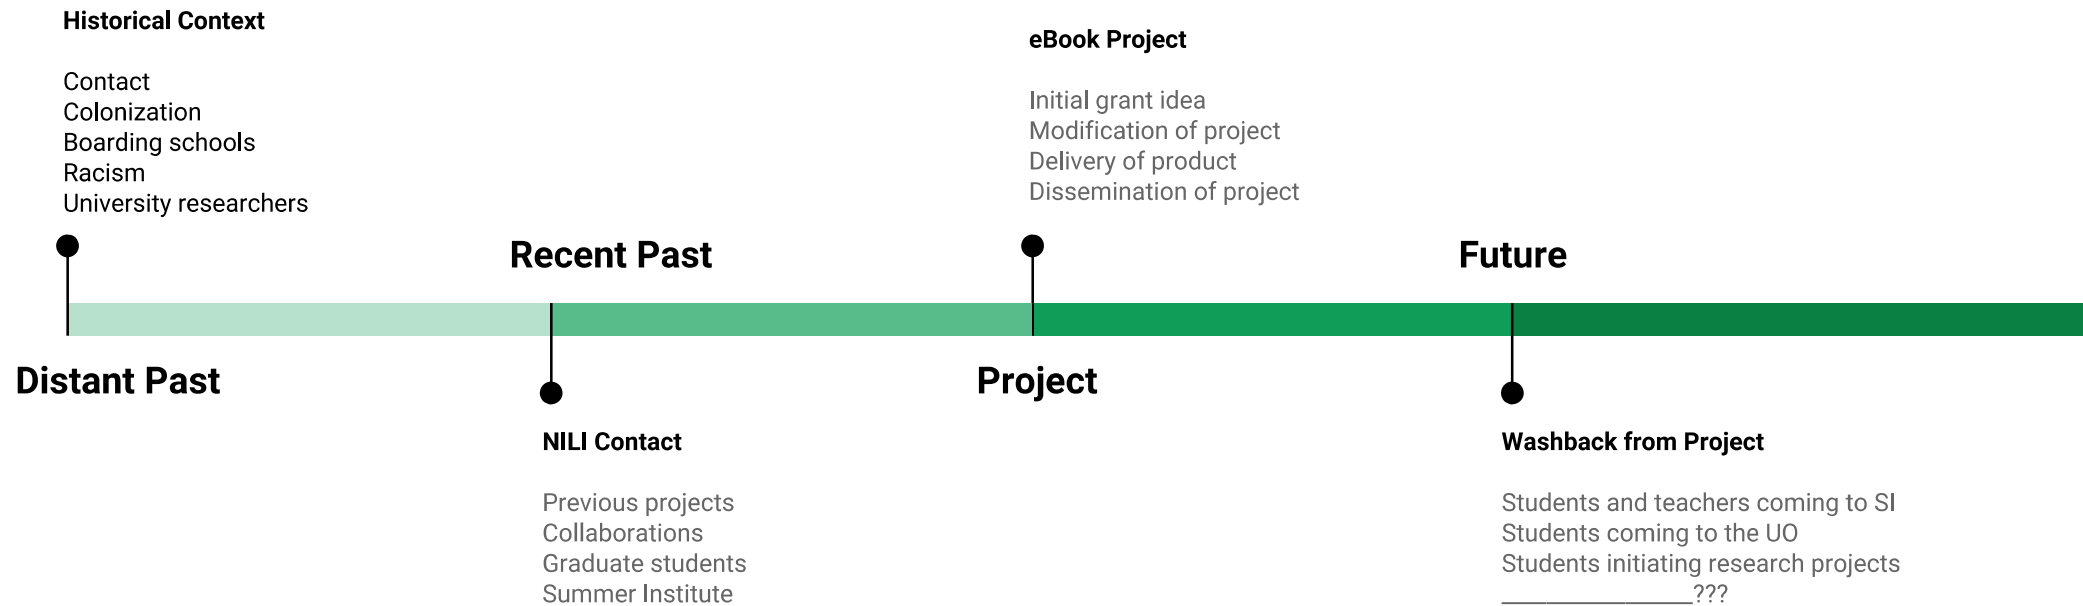 Historical Context
Contact
Colonization
Boarding schools
Racism
University researchers
eBook Project
Initial grant idea
Modification of project
Delivery of product
Dissemination of project
Recent Past
Future
Distant Past
Project
NILI Contact
Previous projects
Collaborations
Graduate students
Summer Institute
Washback from Project
Students and teachers coming to SI
Students coming to the UO
Students initiating research projects
________________???